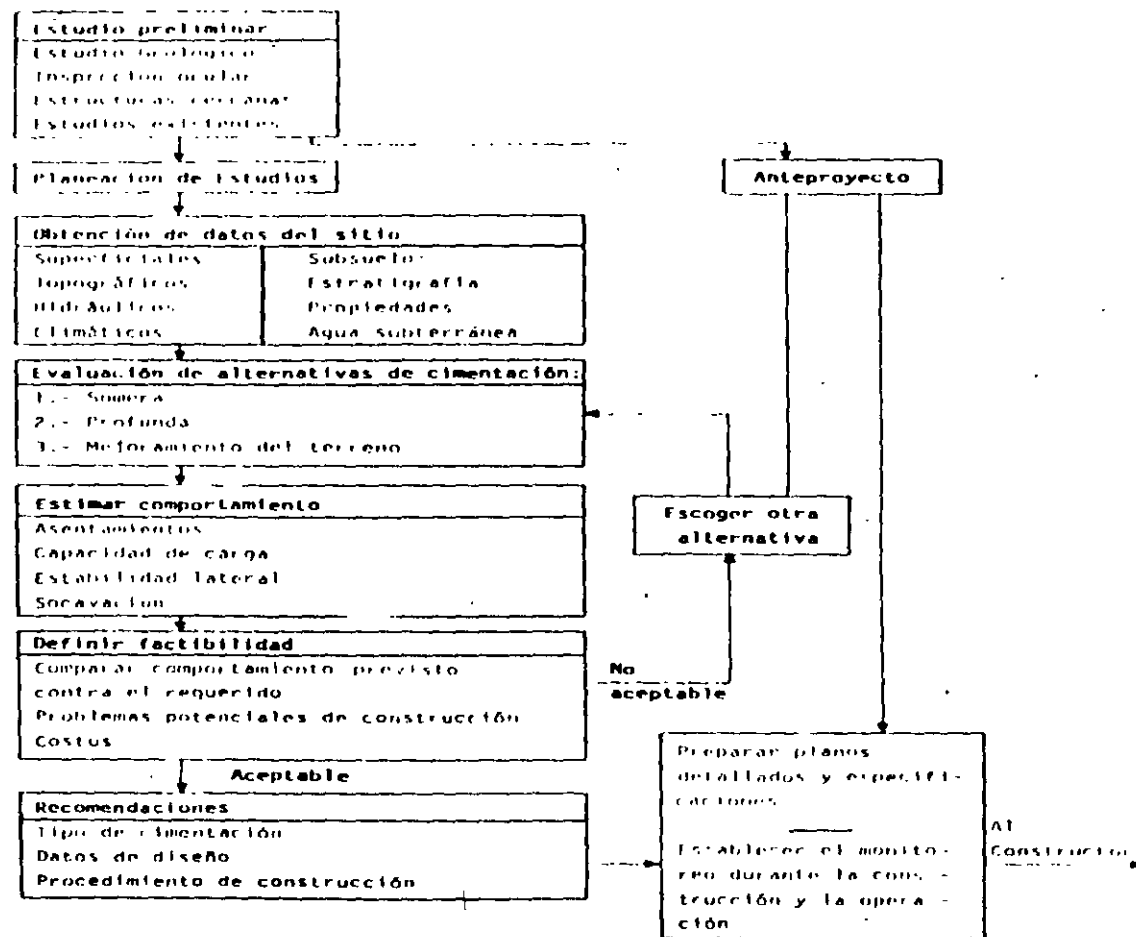 Estudio preliminar
Estudio Geológico
Inspección ocular
Estructuras cercanas
Estudios existentes
Planeación de Estudios
Anteproyecto
Obtención de datos del sitio
Superficiales
Topográficos
Hidráulicos
Climáticos
Subsuelo:
Estratigrafía
Propiedades
Agua subterránea
Evaluación de alternativas de cimentación:
1.- Somera
2.- Profunda
3.- Mejoramiento del terreno
Escoger otra
alternativa
Estimar comportamiento
Asentamientos
Capacidad de carga
Estabilidad lateral
Socavación
Definir factibilidad
Comparar comportamiento previsto
contra el requerido
Problemas potenciales de construcción
Costos
No
aceptable
Aceptable
Recomendaciones
Tipo de cimentación
Datos de diseño
Procedimiento de construcción
Preparar planos
detallados y especifi-
caciones
Establecer el monito-
reo durante la cons -
trucción y la opera -
ción
Al
Constructor